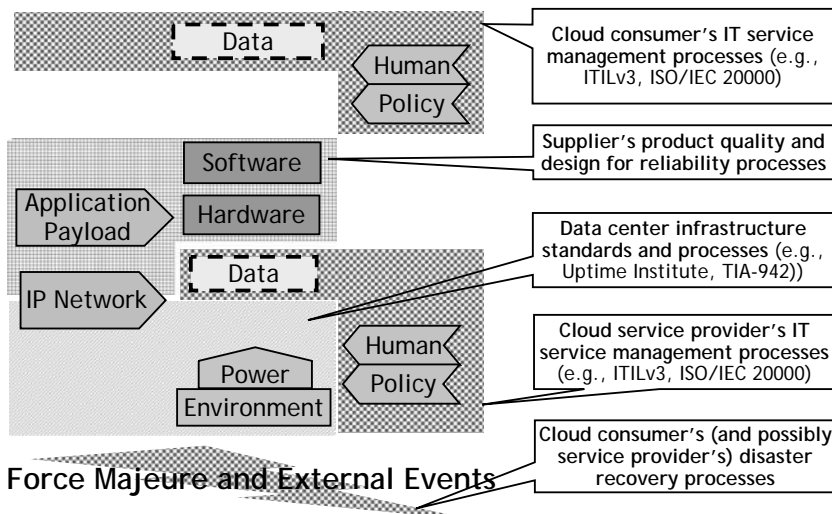 Data
Human
Policy
Cloud consumer's IT service
management processes (e.g.,
ITILv3, ISO/IEC 20000)
Software
Supplier's product quality and
design for reliability processes
Application
Payload
Hardware
Data center infrastructure
standards and processes (e.g.,
Uptime Institute, TIA-942))
Data
IP Network
Human
Policy
Cloud service provider's IT
service management processes
(e.g., ITILv3, ISO/IEC 20000)
Power
Environment
Cloud consumer's (and possibly
service provider's) disaster
recovery processes
Force Majeure and External Events